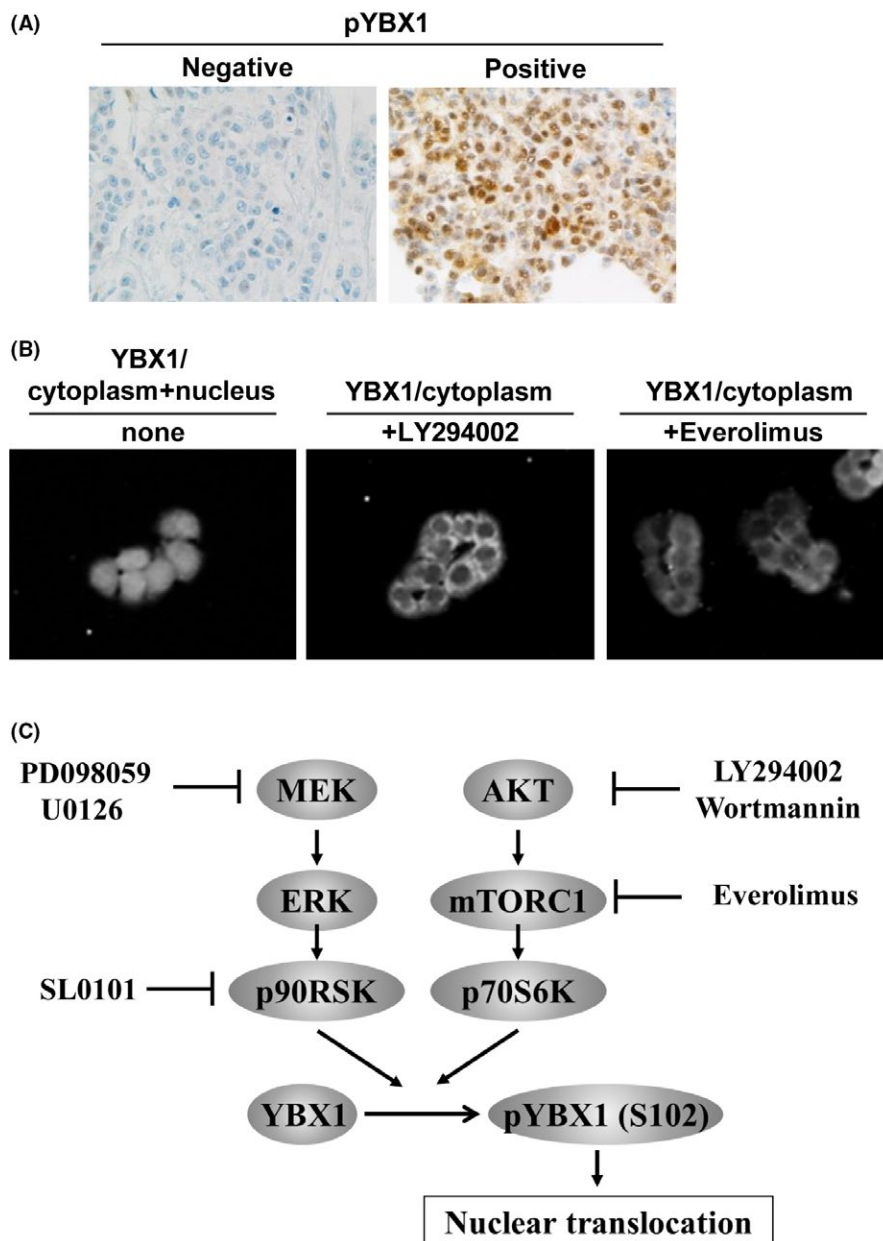 (A)
pYBX1
Negative
Positive
(B)
YBX1/
cytoplasm+nucleus
none
YBX1/cytoplasm
+LY294002
YBX1/cytoplasm
+Everolimus
(C)
PD098059
U0126
MEK
AKT
LY294002
Wortmannin
ERK
mTORC1
Everolimus
SL0101
p90RSK
p70S6K
YBX1
pYBX1 (S102)
Nuclear translocation